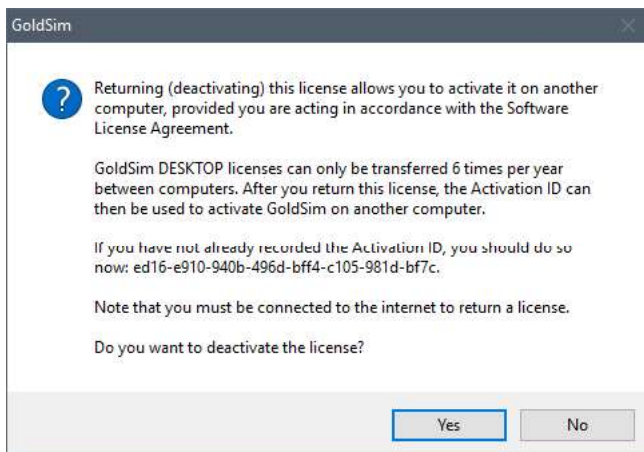 GoldSim
Returning (deactivating) this license allows you to activate it on another
computer, provided you are acting in accordance with the Software
License Agreement.
GoldSim DESKTOP licenses can only be transferred 6 times per year
between computers. After you return this license, the Activation ID can
then be used to activate GoldSim on another computer.
If you have not already recorded the Activation ID, you should do so
now: ed16-e910-940b-496d-bff4-c105-981d-bf7c.
Note that you must be connected to the internet to return a license.
Do you want to deactivate the license?
Yes
No